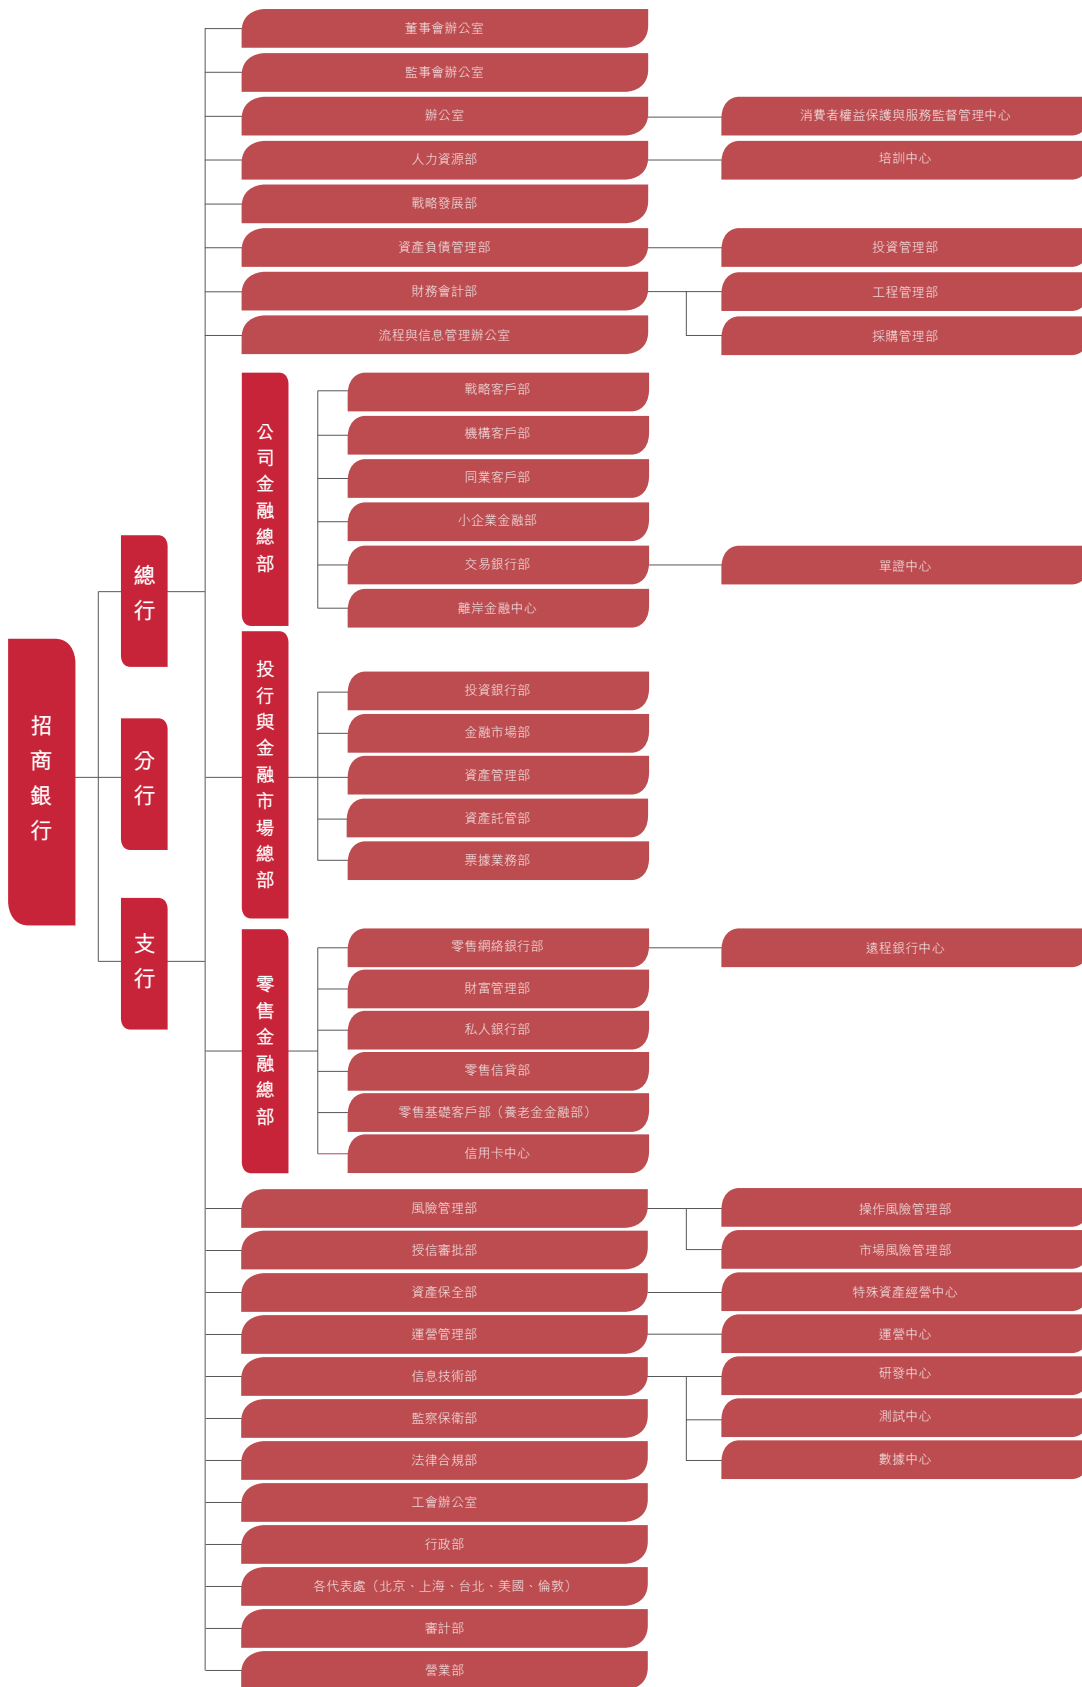 招商銀行
總行
分行
支行
董事會辦公室
監事會辦公室
辦公室
消費者權益保護與服務監督管理中心
人力資源部
培訓中心
戰略發展部
資產負債管理部
投資管理部
財務會計部
工程管理部
流程與信息管理辦公室
採購管理部
公司金融總部
戰略客戶部
機構客戶部
同業客戶部
小企業金融部
交易銀行部
單證中心
離岸金融中心
投行與金融市場總部
投資銀行部
金融市場部
資產管理部
資產託管部
票據業務部
零售金融總部
零售網絡銀行部
遠程銀行中心
財富管理部
私人銀行部
零售信貸部
零售基礎客戶部（養老金金融部）
信用卡中心
風險管理部
操作風險管理部
授信審批部
市場風險管理部
資產保全部
特殊資產經營中心
運營管理部
運營中心
信息技術部
研發中心
監察保衛部
測試中心
法律合規部
數據中心
工會辦公室
行政部
各代表處（北京、上海、台北、美國、倫敦）
審計部
營業部